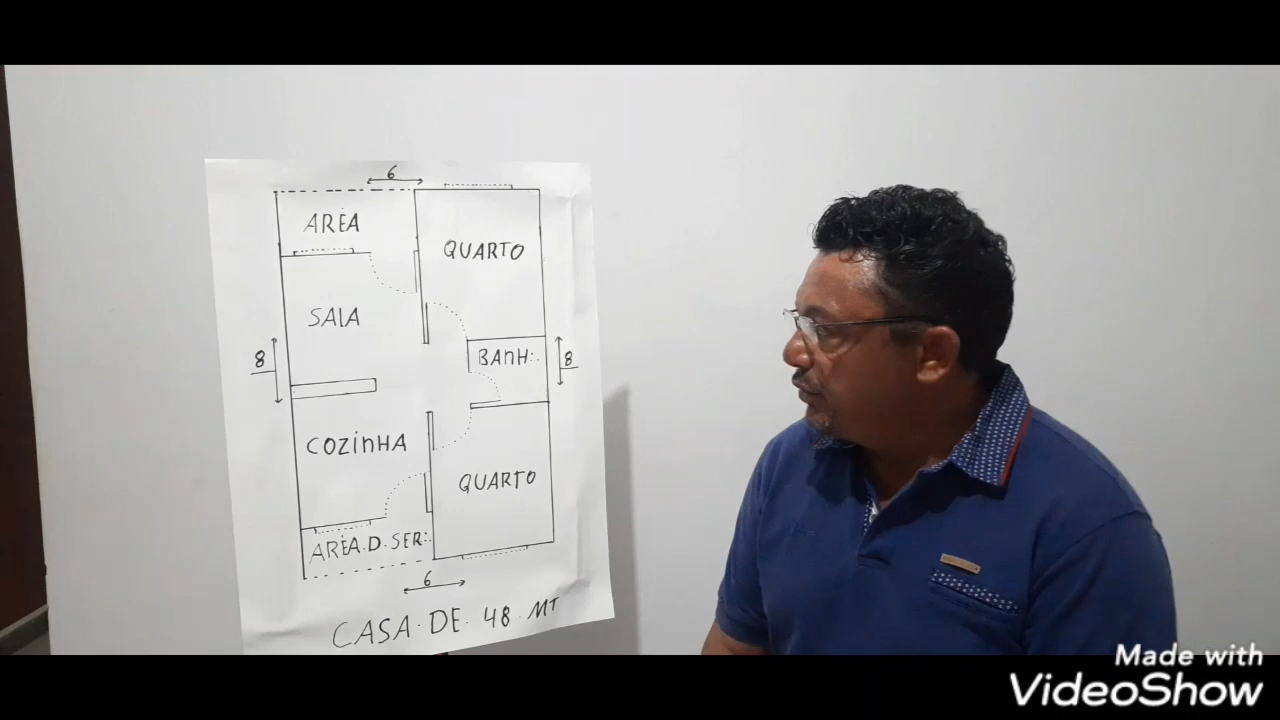 6
AREA
QUARTO
SALA
8
BANH:.
8
COZINHA
QUARTO
AREA.D.SER:.
6
CASA.DE.48.MT
Made with
VideoShow